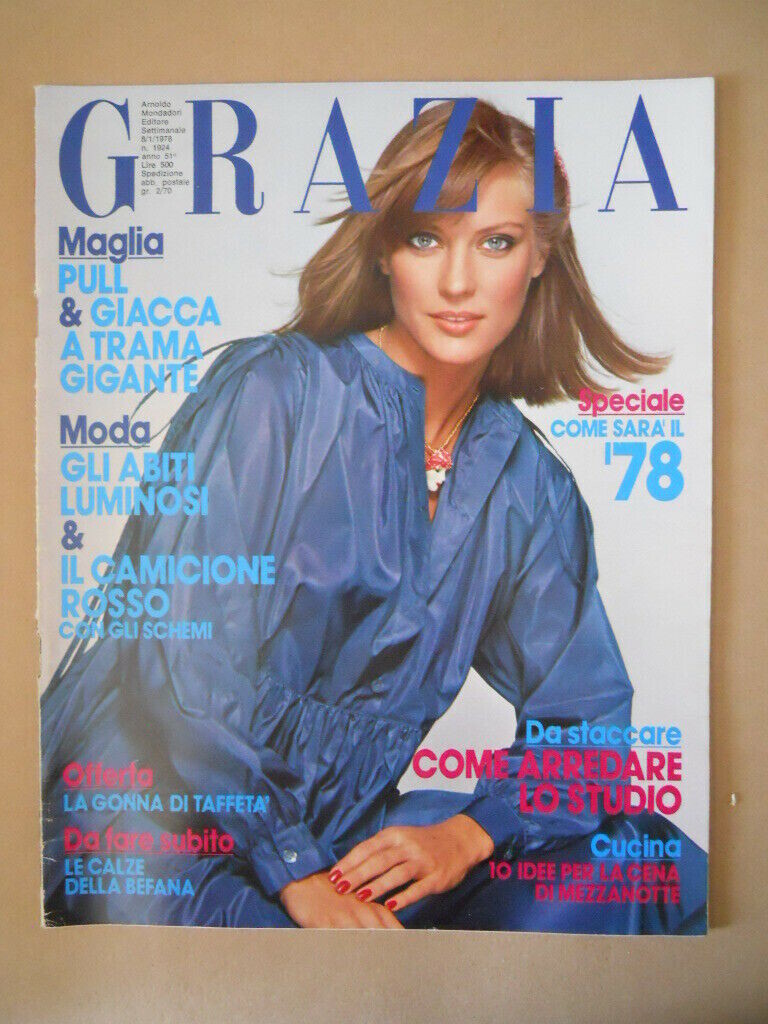 GRAZIA
Arnoldo
Mondadori
Editore
Settimanale
8/1/1978
n. 1924
anno 51°
Lire 500
Spedizione
abb. postale
gr. 2/70
Maglia
PULL
& GIACCA
A TRAMA
GIGANTE
Moda
GLI ABITI
LUMINOSI
&
IL CAMICIONE
ROSSO
CON GLI SCHEMI
Speciale
COME SARA' IL
'78
Offerta
LA GONNA DI TAFFETA'
Da fare subito
LE CALZE
DELLA BEFANA
Da staccare
COME ARREDARE
LO STUDIO
Cucina
10 IDEE PER LA CENA
DI MEZZANOTTE